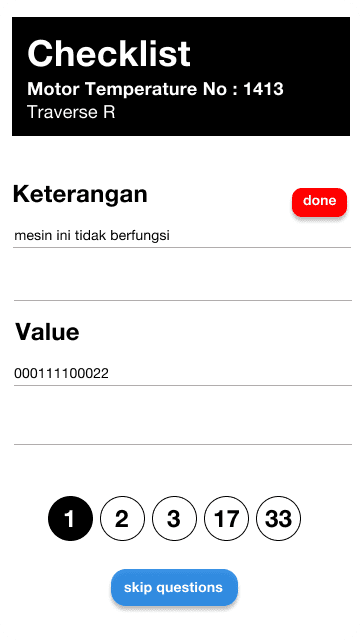 Checklist
Motor Temperature No : 1413
Traverse R
Keterangan
done
mesin ini tidak berfungsi
Value
000111100022
1 2 3 17 33
skip questions